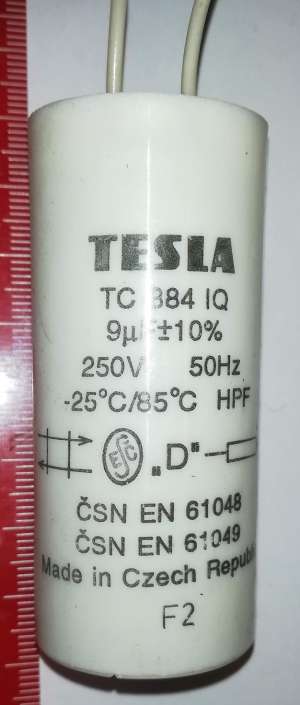 TESLA
TC 884 IQ
9µF±10%
250V 50Hz
-25°C/85°C HPF
ESC „D"
ČSN EN 61048
ČSN EN 61049
Made in Czech Republic
F2